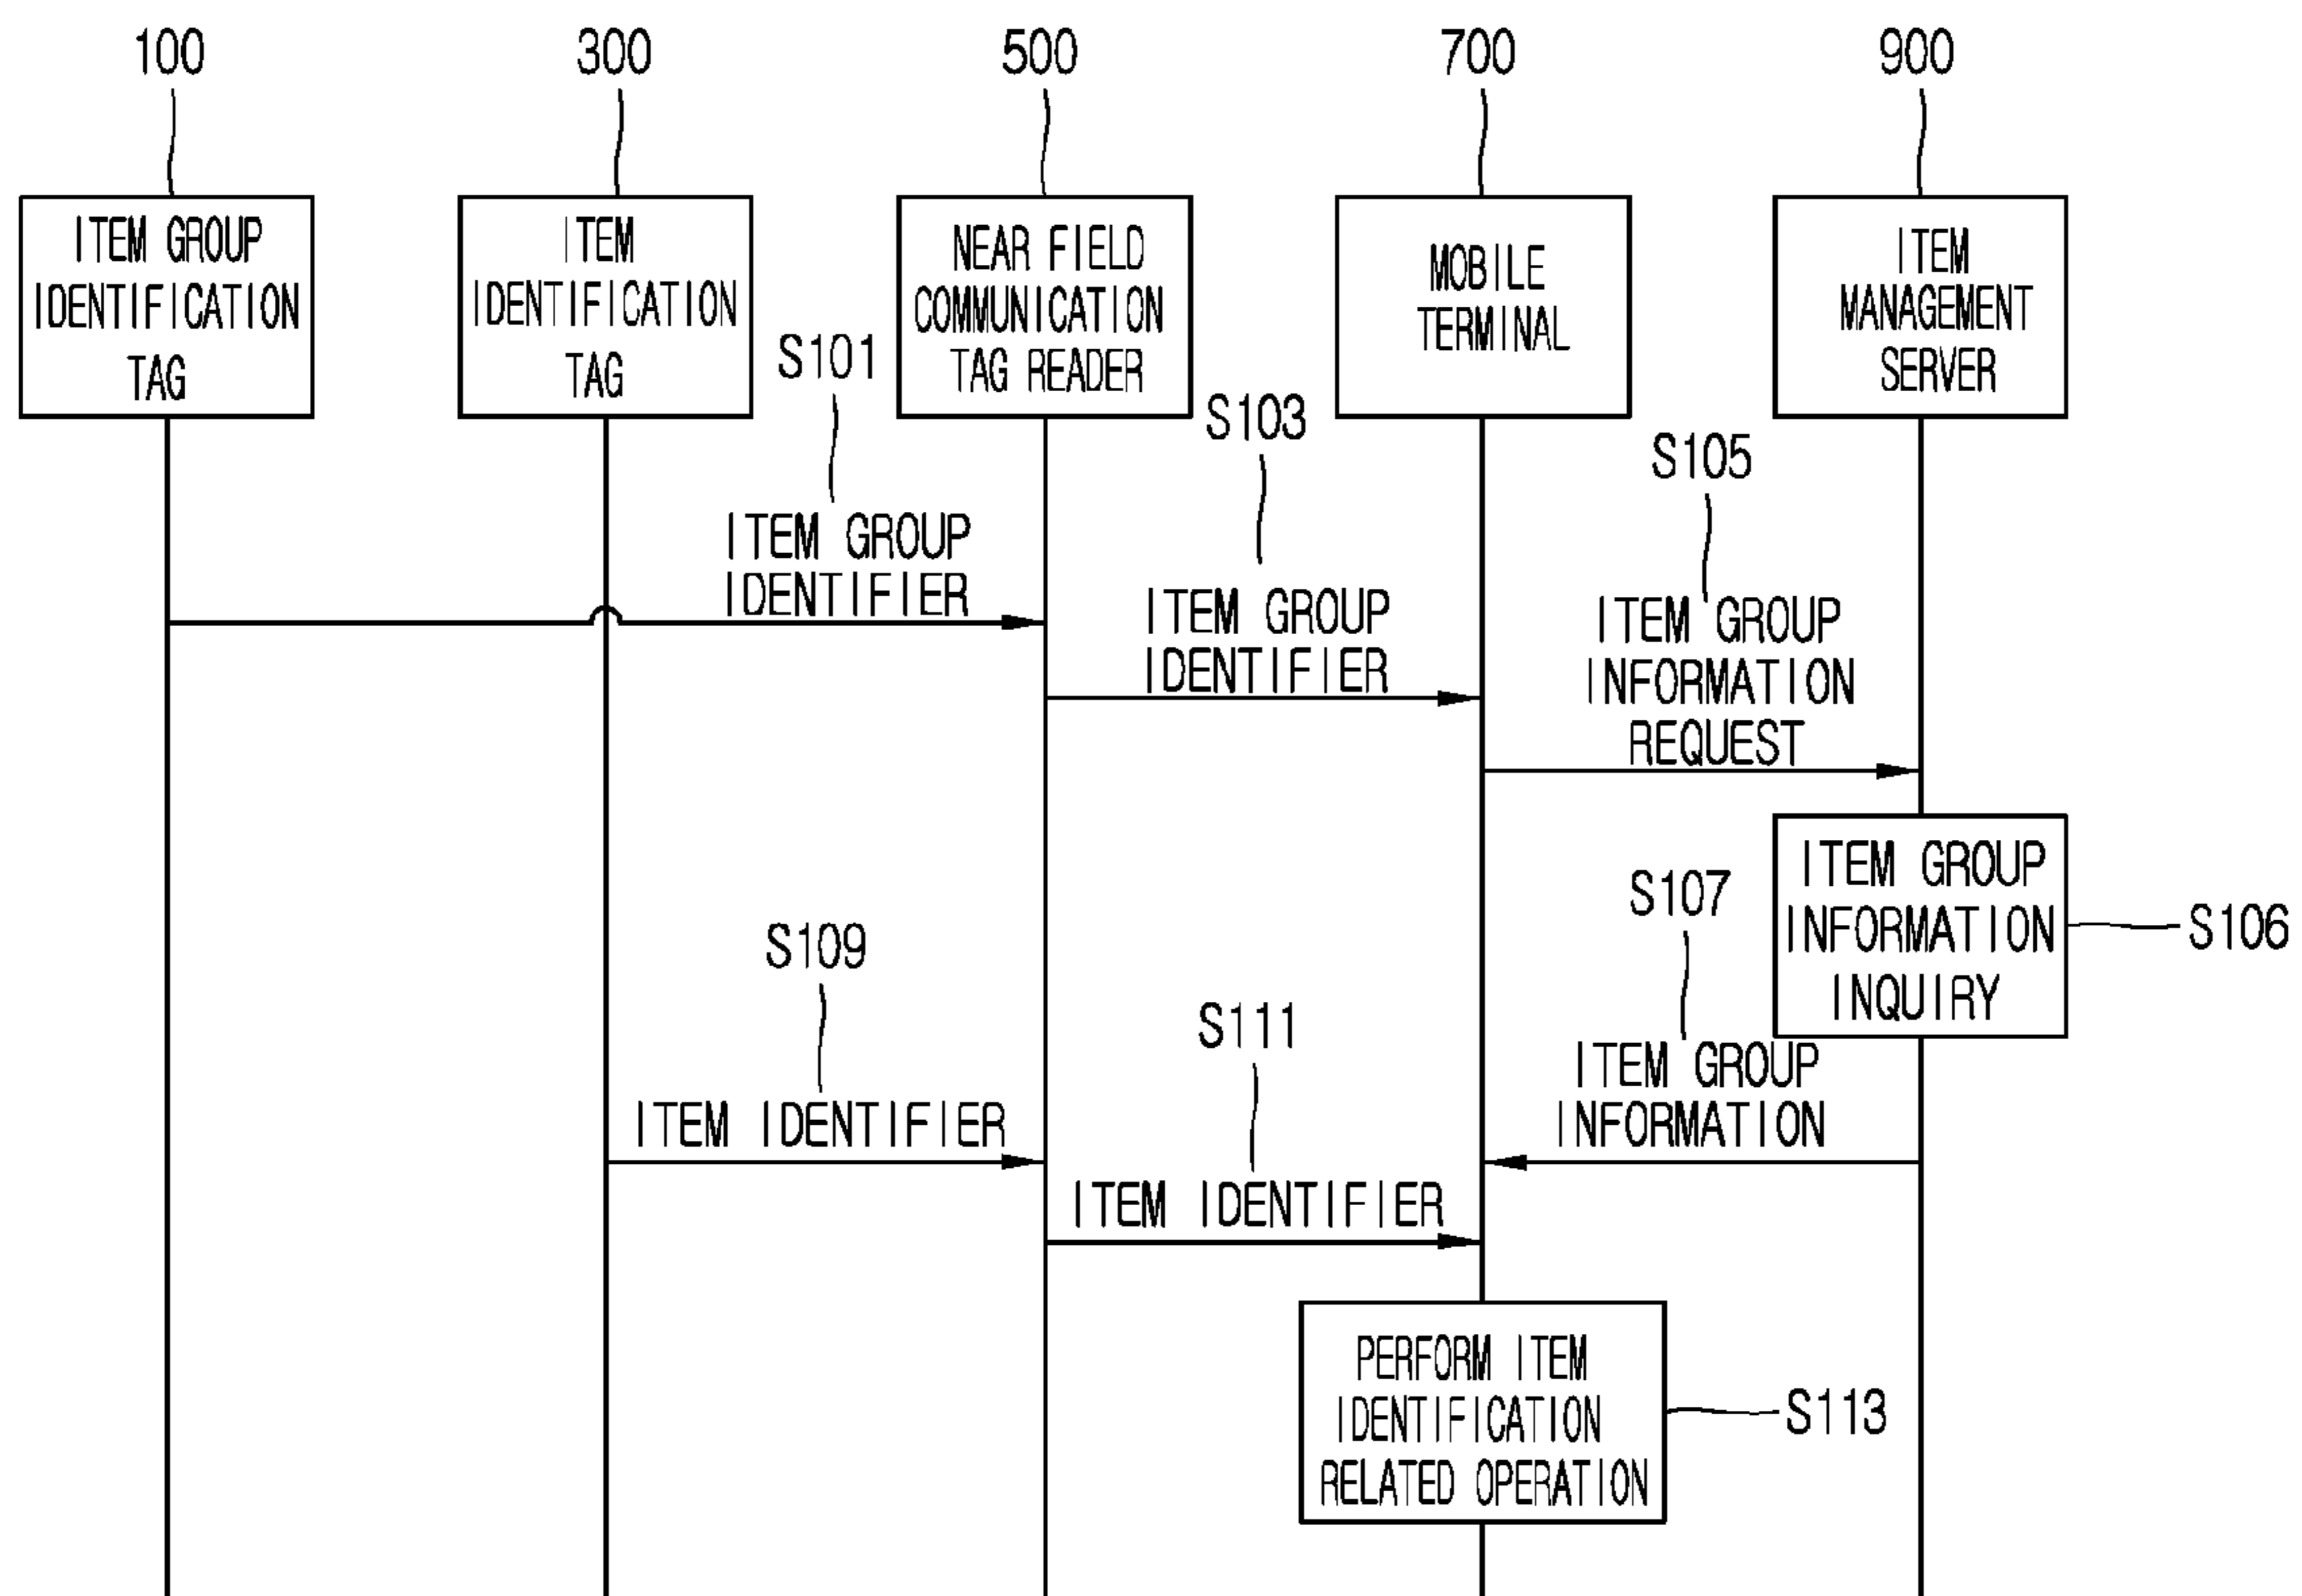 100
300
500
700
900
ITEM GROUP
IDENTIFICATION
TAG
ITEM
IDENTIFICATION
TAG
NEAR FIELD
COMMUNICATION
TAG READER
MOBILE
TERMINAL
ITEM
MANAGEMENT
SERVER
S101
ITEM GROUP
IDENTIFIER
S103
ITEM GROUP
IDENTIFIER
S105
ITEM GROUP
INFORMATION
REQUEST
ITEM GROUP
INFORMATION
INQUIRY
S106
S107
ITEM GROUP
INFORMATION
S109
ITEM IDENTIFIER
S111
ITEM IDENTIFIER
PERFORM ITEM
IDENTIFICATION
RELATED OPERATION
S113